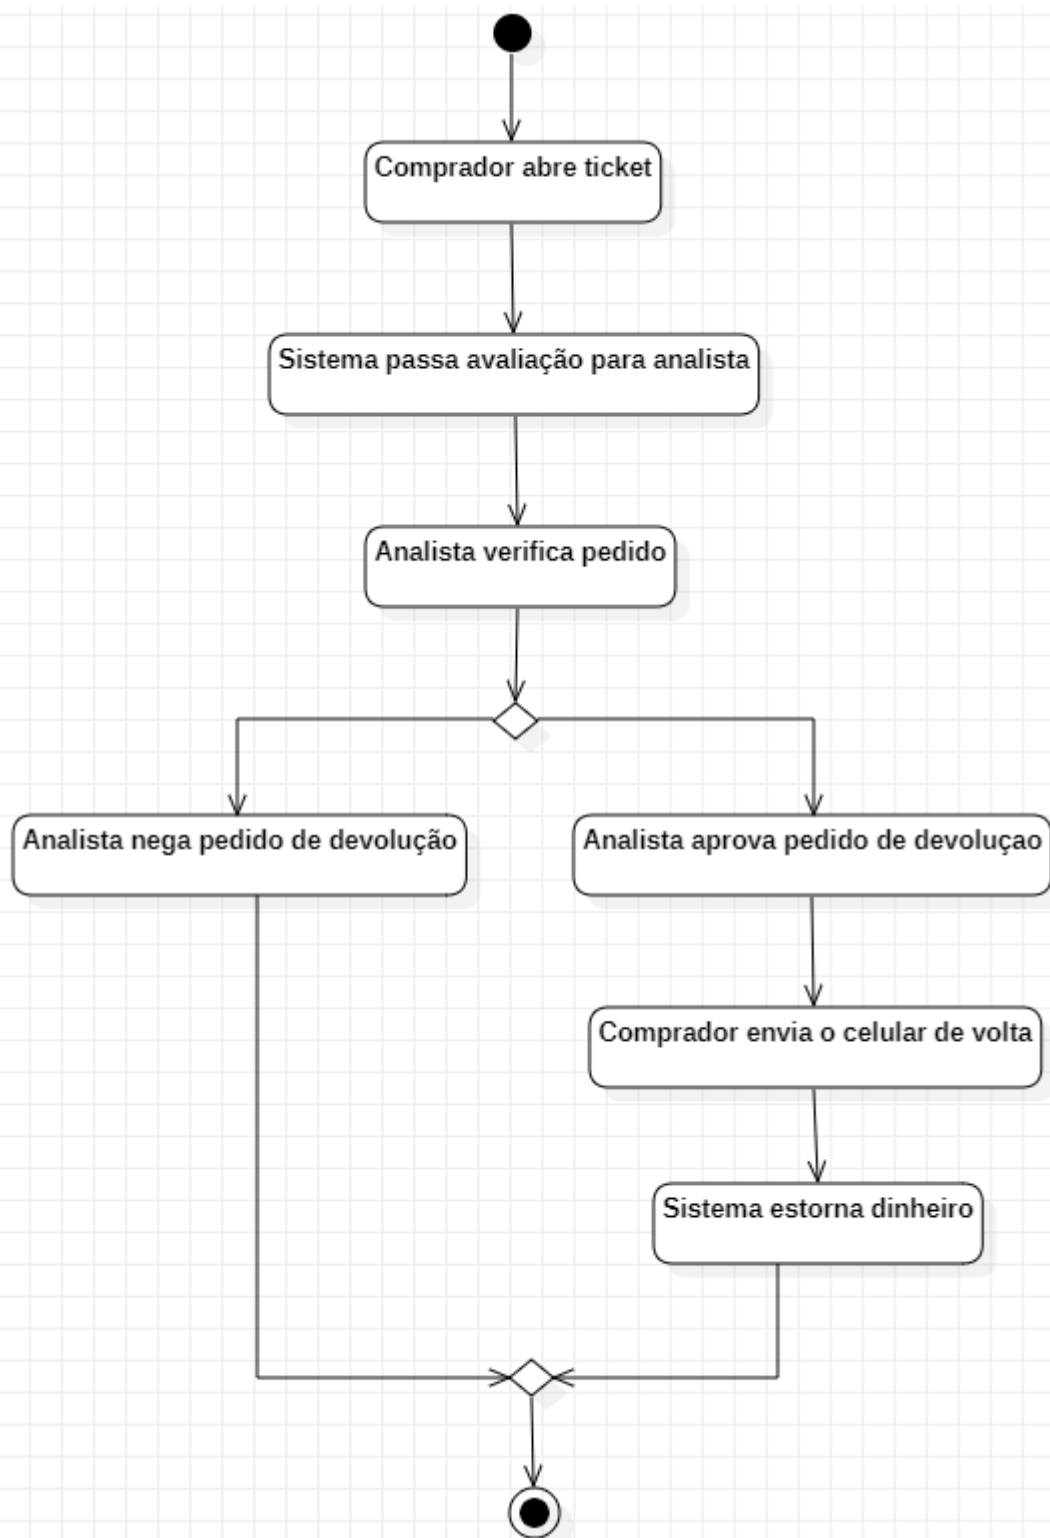 Comprador abre ticket
Sistema passa avaliação para analista
Analista verifica pedido
Analista nega pedido de devolução
Analista aprova pedido de devoluçao
Comprador envia o celular de volta
Sistema estorna dinheiro